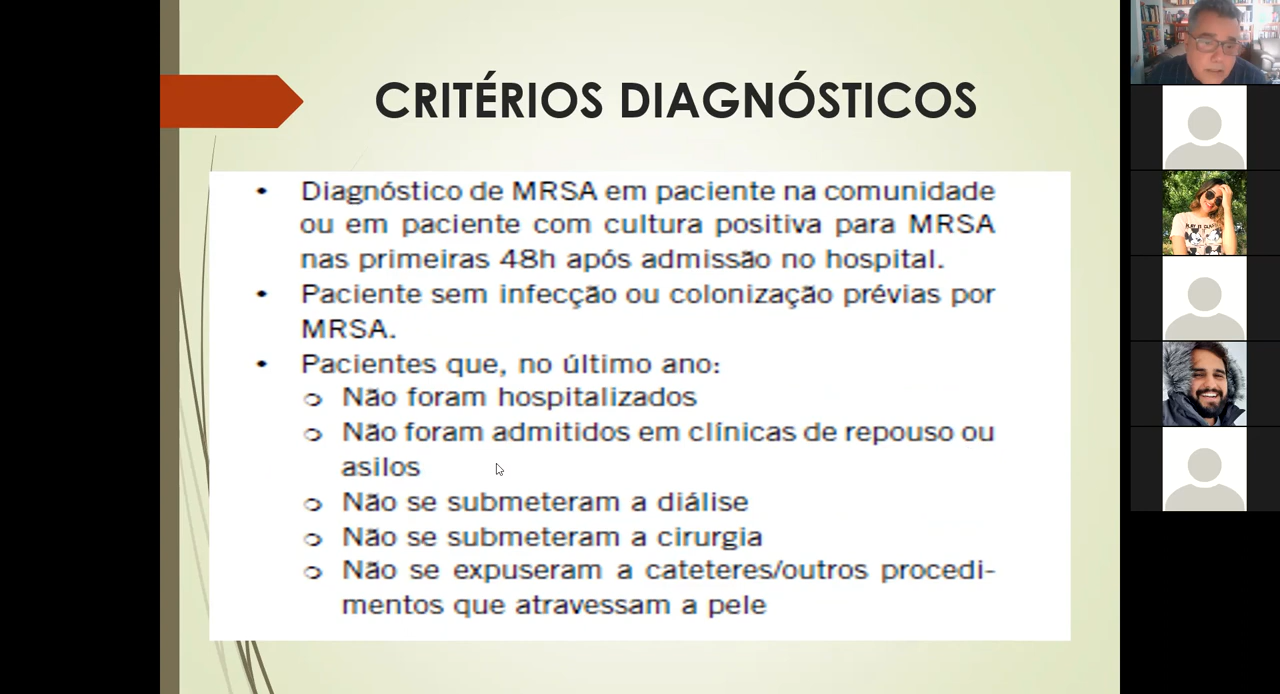 CRITÉRIOS DIAGNÓSTICOS
• Diagnóstico de MRSA em paciente na comunidade
ou em paciente com cultura positiva para MRSA
nas primeiras 48h após admissão no hospital.
• Paciente sem infecção ou colonização prévias por
MRSA.
• Pacientes que, no último ano:
❍ Não foram hospitalizados
❍ Não foram admitidos em clínicas de repouso ou
asilos
❍ Não se submeteram a diálise
❍ Não se submeteram a cirurgia
❍ Não se expuseram a cateteres/outros procedi-
mentos que atravessam a pele